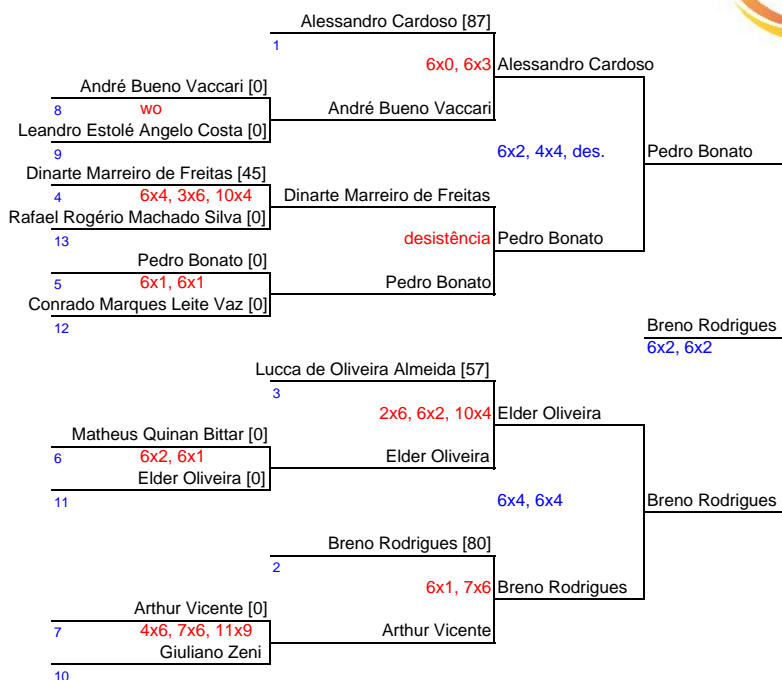 Alessandro Cardoso [87]
1
6x0, 6x3 Alessandro Cardoso
André Bueno Vaccari [0]
8 wo André Bueno Vaccari
Leandro Estolé Angelo Costa [0]
9
6x2, 4x4, des. Pedro Bonato
Dinarte Marreiro de Freitas [45]
4 6x4, 3x6, 10x4 Dinarte Marreiro de Freitas
Rafael Rogério Machado Silva [0]
13
desistência Pedro Bonato
Pedro Bonato [0]
5 6x1, 6x1 Pedro Bonato
Conrado Marques Leite Vaz [0]
12
Breno Rodrigues
6x2, 6x2
Lucca de Oliveira Almeida [57]
3
2x6, 6x2, 10x4 Elder Oliveira
Matheus Quinan Bittar [0]
6 6x2, 6x1 Elder Oliveira
Elder Oliveira [0]
11
6x4, 6x4 Breno Rodrigues
Breno Rodrigues [80]
2
6x1, 7x6 Breno Rodrigues
Arthur Vicente [0]
7 4x6, 7x6, 11x9 Arthur Vicente
Giuliano Zeni
10